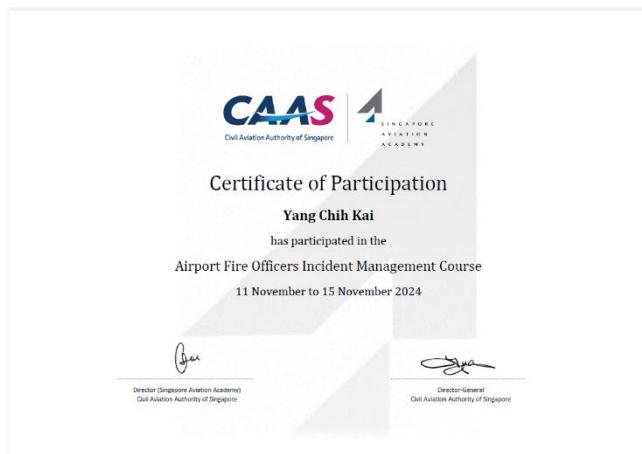 CAAS
Civil Aviation Authority of Singapore
SINGAPORE
AVIATION
ACADEMY
Certificate of Participation
Yang Chih Kai
has participated in the
Airport Fire Officers Incident Management Course
11 November to 15 November 2024
Director (Singapore Aviation Academy)
Civil Aviation Authority of Singapore
Director-General
Civil Aviation Authority of Singapore